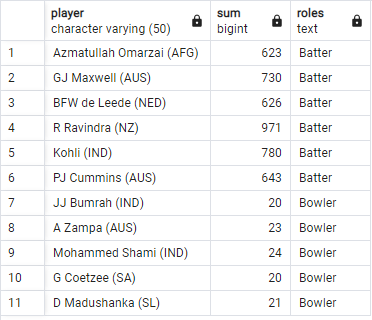 player sum roles
character varying (50) bigint text
1 Azmatullah Omarzai (AFG) 623 Batter
2 GJ Maxwell (AUS) 730 Batter
3 BFW de Leede (NED) 626 Batter
4 R Ravindra (NZ) 971 Batter
5 Kohli (IND) 780 Batter
6 PJ Cummins (AUS) 643 Batter
7 JJ Bumrah (IND) 20 Bowler
8 A Zampa (AUS) 23 Bowler
9 Mohammed Shami (IND) 24 Bowler
10 G Coetzee (SA) 20 Bowler
11 D Madushanka (SL) 21 Bowler